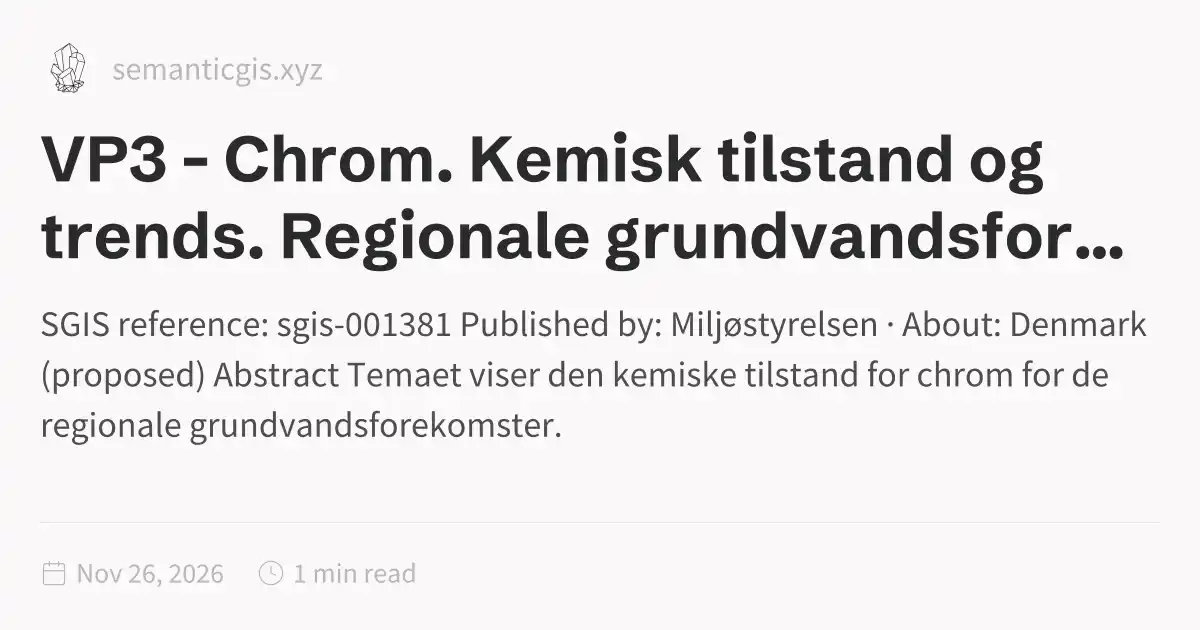 semanticgis.xyz
VP3 - Chrom. Kemisk tilstand og
trends. Regionale grundvandsfor...
SGIS reference: sgis-001381 Published by: Miljøstyrelsen · About: Denmark
(proposed) Abstract Temaet viser den kemiske tilstand for chrom for de
regionale grundvandsforekomster.
Nov 26, 2026 1 min read